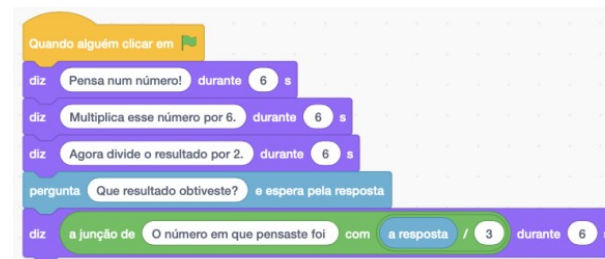 Quando alguém clicar em
diz Pensa num número! durante 6 s
diz Multiplica esse número por 6. durante 6 s
diz Agora divide o resultado por 2. durante 6 s
pergunta Que resultado obtiveste? e espera pela resposta
diz a junção de O número em que pensaste foi com a resposta / 3 durante 6 s